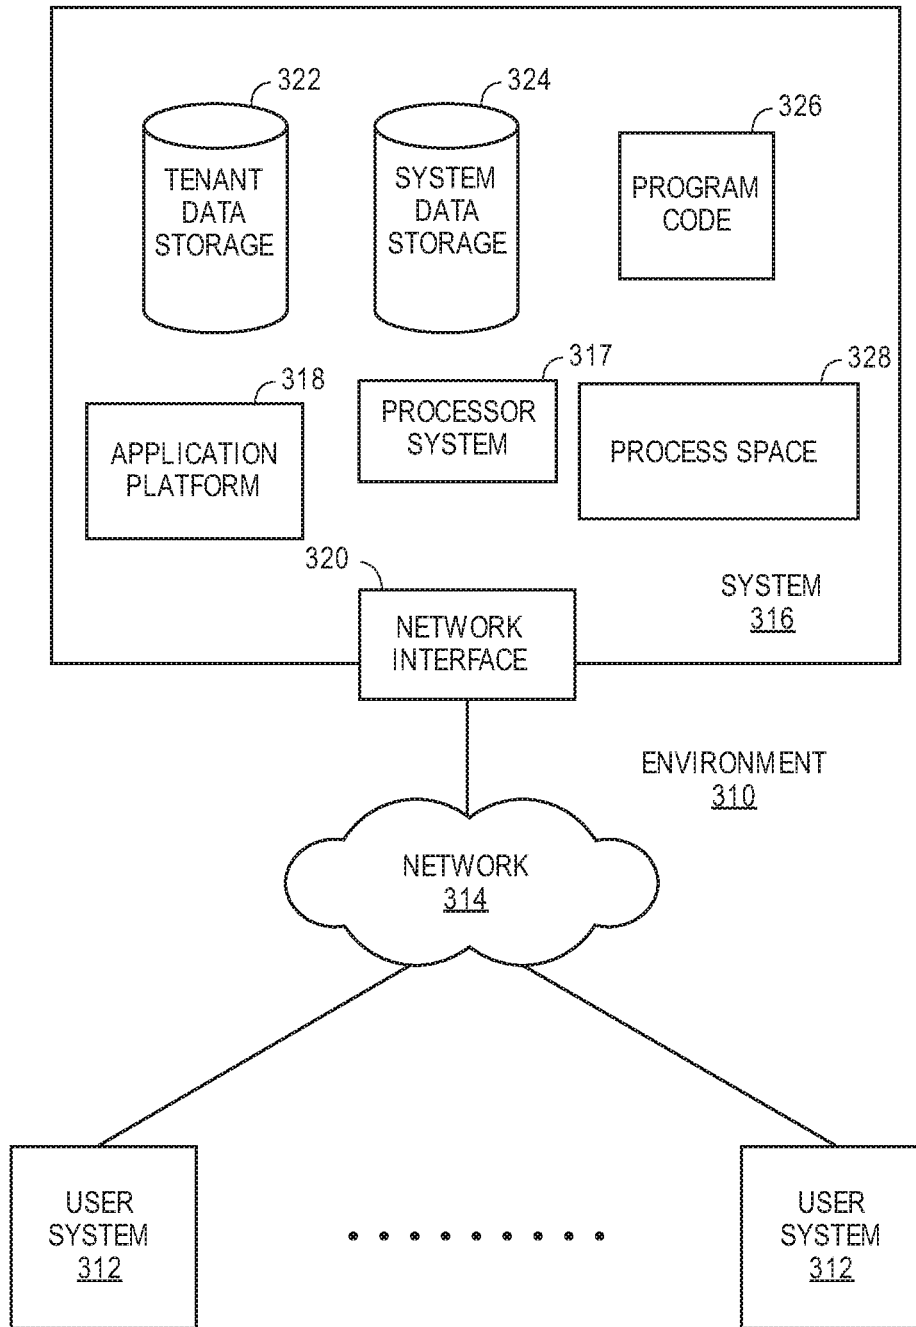 322
324
326
TENANT
DATA
STORAGE
SYSTEM
DATA
STORAGE
PROGRAM
CODE
318
317
328
APPLICATION
PLATFORM
PROCESSOR
SYSTEM
PROCESS SPACE
320
NETWORK
INTERFACE
SYSTEM
316
ENVIRONMENT
310
NETWORK
314
USER
SYSTEM
312
USER
SYSTEM
312